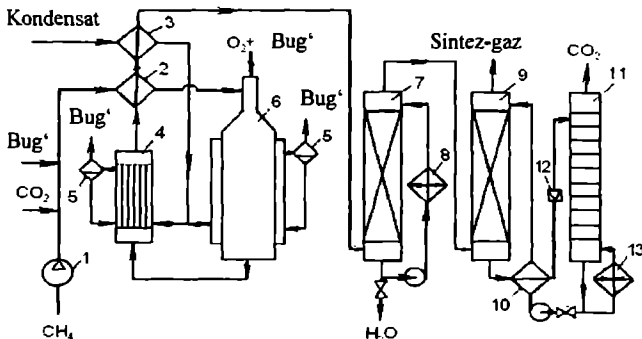 Kondensat
3
2
O₂+ Bug‘
Bug‘
6
Bug‘
5
Bug‘
4
5
CO₂
1
CH₄
7
8
H₂O
Sintez-gaz
9
10
CO₂
11
12
13